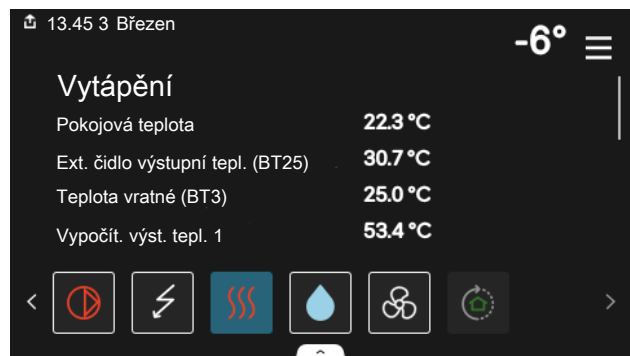 13.45 3 Březen
-6°
Vytápění
Pokojová teplota 22.3 °C
Ext. čidlo výstupní tepl. (BT25) 30.7 °C
Teplota vratné (BT3) 25.0 °C
Vypočít. výst. tepl. 1 53.4 °C